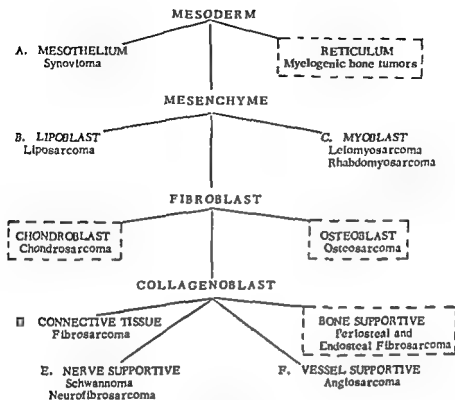 MESODERM
A. MESOTHELIUM
Synovioma
RETICULUM
Myelogenic bone tumors
MESENCHYME
B. LIPOBLAST
Liposarcoma
C. MYOBLAST
Leiomyosarcoma
Rhabdomyosarcoma
FIBROBLAST
CHONDROBLAST
Chondrosarcoma
OSTEOBLAST
Osteosarcoma
COLLAGENOBLAST
CONNECTIVE TISSUE
Fibrosarcoma
BONE SUPPORTIVE
Periosteal and
Endosteal Fibrosarcoma
E. NERVE SUPPORTIVE
Schwannoma
Neurofibrosarcoma
F. VESSEL SUPPORTIVE
Angiosarcoma